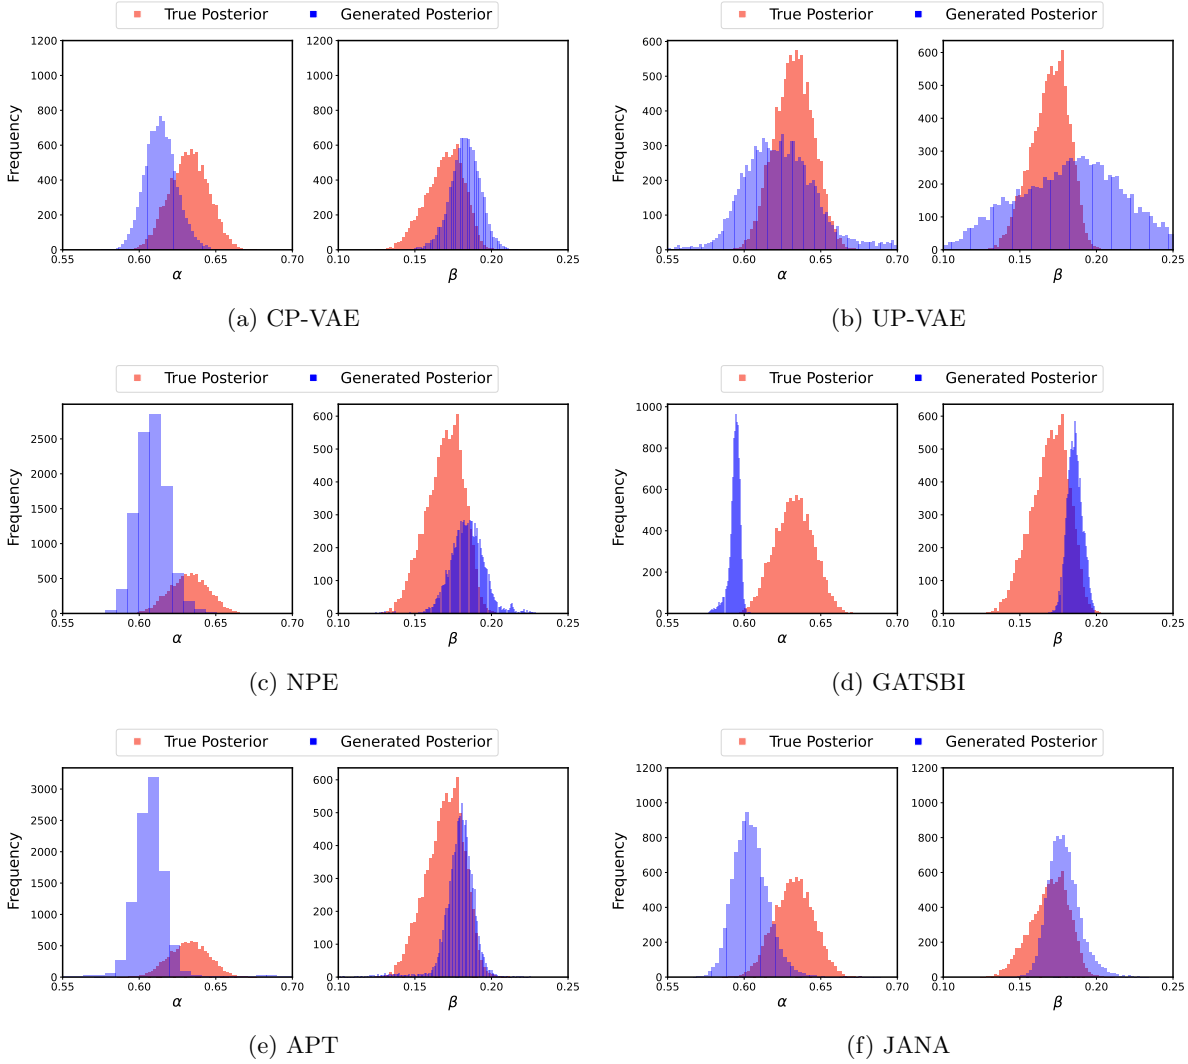 True Posterior Generated Posterior
True Posterior Generated Posterior
Frequency
1200
1000
800
600
400
200
0
0.55 0.60 0.65 0.70
α
1200
1000
800
600
400
200
0
0.10 0.15 0.20 0.25
β
(a) CP-VAE
Frequency
600
500
400
300
200
100
0
0.55 0.60 0.65 0.70
α
600
500
400
300
200
100
0
0.10 0.15 0.20 0.25
β
(b) UP-VAE
True Posterior Generated Posterior
True Posterior Generated Posterior
Frequency
2500
2000
1500
1000
500
0
0.55 0.60 0.65 0.70
α
600
500
400
300
200
100
0
0.10 0.15 0.20 0.25
β
(c) NPE
Frequency
1000
800
600
400
200
0
0.55 0.60 0.65 0.70
α
600
500
400
300
200
100
0
0.10 0.15 0.20 0.25
β
(d) GATSBI
True Posterior Generated Posterior
True Posterior Generated Posterior
Frequency
3000
2500
2000
1500
1000
500
0
0.55 0.60 0.65 0.70
α
600
500
400
300
200
100
0
0.10 0.15 0.20 0.25
β
(e) APT
Frequency
1200
1000
800
600
400
200
0
0.55 0.60 0.65 0.70
α
1200
1000
800
600
400
200
0
0.10 0.15 0.20 0.25
β
(f) JANA